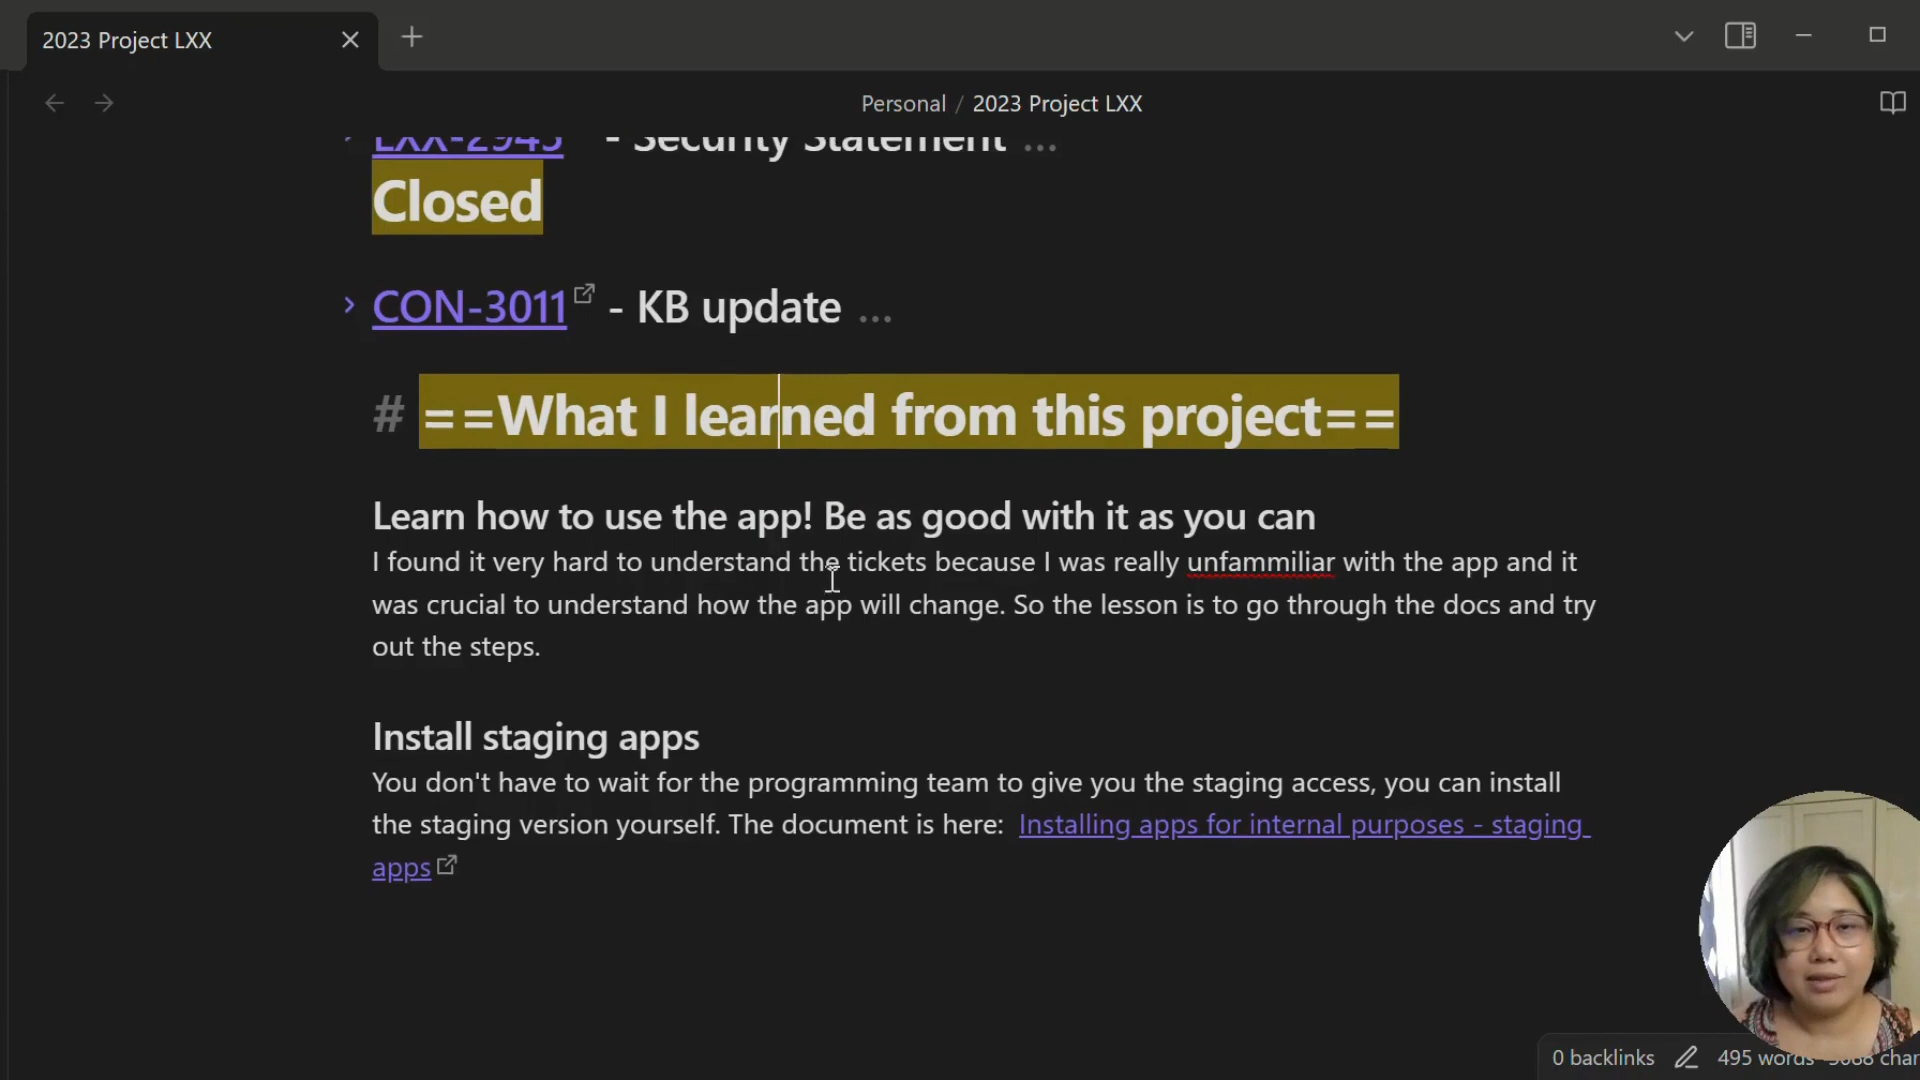 2023 Project LXX
Personal / 2023 Project LXX
LXX-2945 - Security Statement ...
Closed
CON-3011 - KB update ...
# ==What I learned from this project==
Learn how to use the app! Be as good with it as you can
I found it very hard to understand the tickets because I was really unfammiliar with the app and it
was crucial to understand how the app will change. So the lesson is to go through the docs and try
out the steps.
Install staging apps
You don't have to wait for the programming team to give you the staging access, you can install
the staging version yourself. The document is here: Installing apps for internal purposes - staging
apps
0 backlinks 495 words